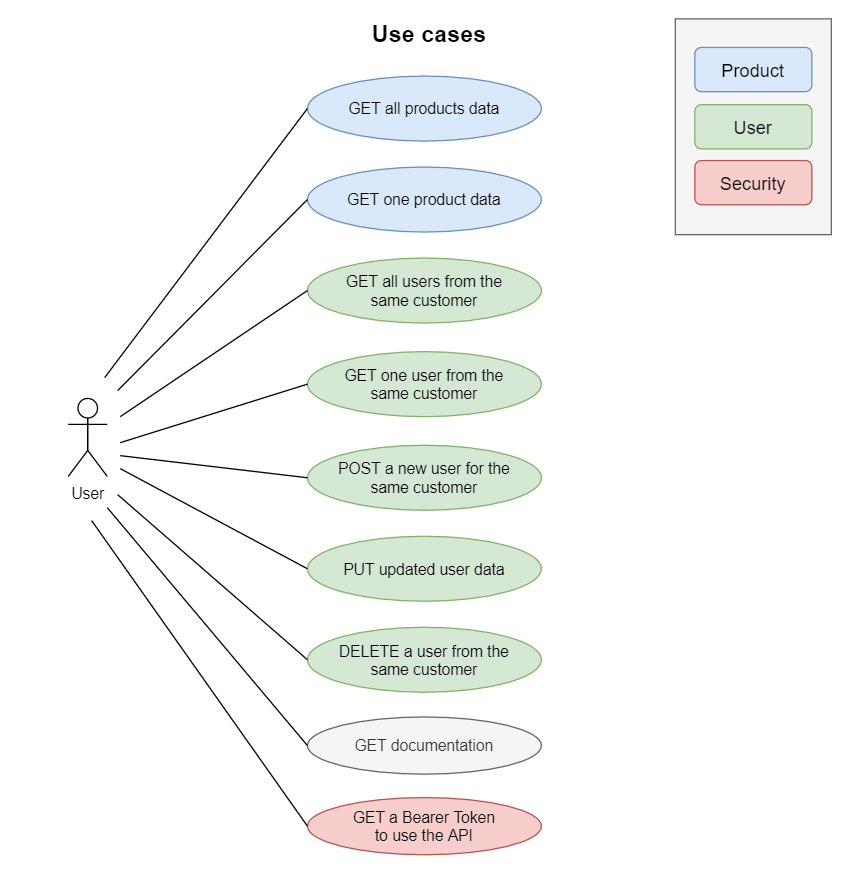 Use cases
Product
User
Security
GET all products data
GET one product data
GET all users from the
same customer
GET one user from the
same customer
POST a new user for the
same customer
User
PUT updated user data
DELETE a user from the
same customer
GET documentation
GET a Bearer Token
to use the API